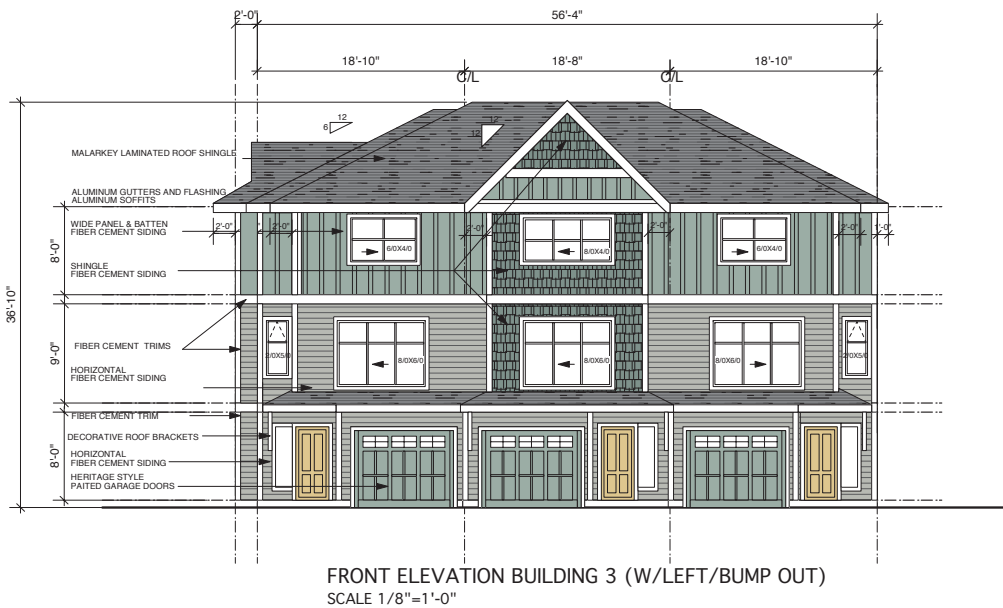 2'-0"
56'-4"
18'-10"
18'-8"
18'-10"
C/L
C/L
12
6
12"
12
MALARKEY LAMINATED ROOF SHINGLE
ALUMINUM GUTTERS AND FLASHING
ALUMINUM SOFFITS
WIDE PANEL & BATTEN
FIBER CEMENT SIDING
2'-0"
2'-0"
2'-0"
2'-0"
2'-0"
1'-0"
6/0X4/0
8/0X4/0
6/0X4/0
8'-0"
SHINGLE
FIBER CEMENT SIDING
36'-10"
FIBER CEMENT TRIMS
9'-0"
2/0X5/0
8/0X6/0
8/0X6/0
8/0X6/0
2/0X5/0
HORIZONTAL
FIBER CEMENT SIDING
FIBER CEMENT TRIM
DECORATIVE ROOF BRACKETS
8'-0"
HORIZONTAL
FIBER CEMENT SIDING
HERITAGE STYLE
PAITED GARAGE DOORS
FRONT ELEVATION BUILDING 3 (W/LEFT/BUMP OUT)
SCALE 1/8"=1'-0"